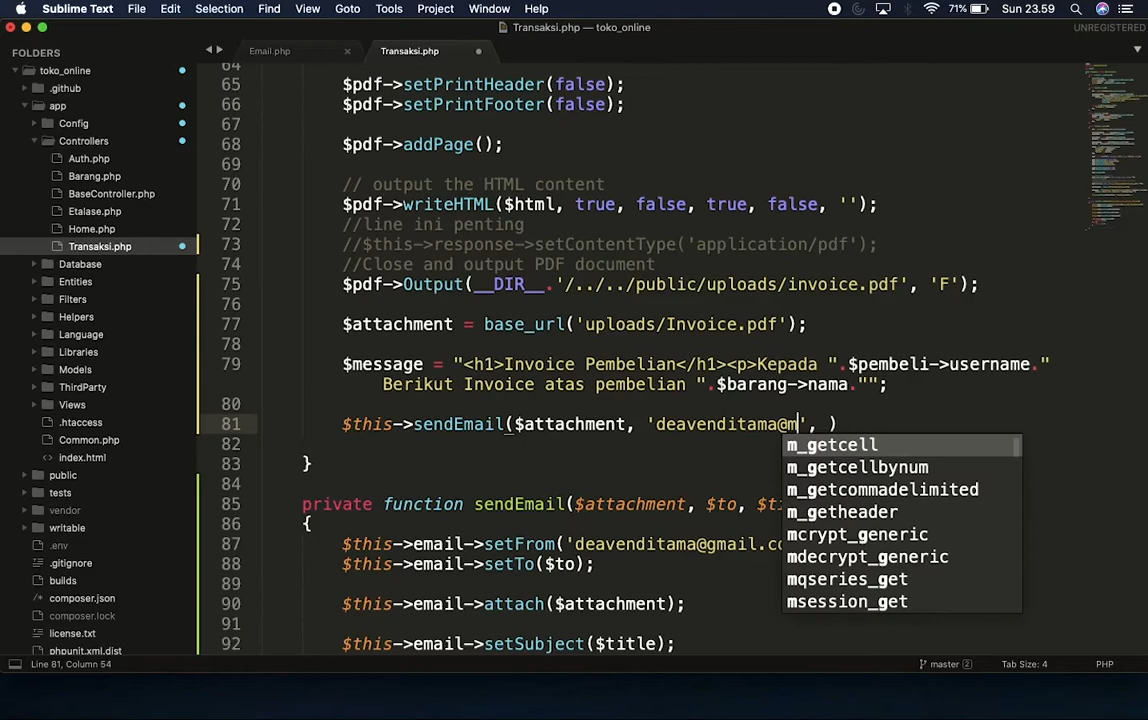 Sublime Text File Edit Selection Find View Goto Tools Project Window Help 71% Sun 23.59
Transaksi.php — toko_online UNREGISTERED
FOLDERS
toko_online
.github
app
Config
Controllers
Auth.php
Barang.php
BaseController.php
Etalase.php
Home.php
Transaksi.php
Database
Entities
Filters
Helpers
Language
Libraries
Models
ThirdParty
Views
.htaccess
Common.php
index.html
public
tests
vendor
writable
.env
.gitignore
builds
composer.json
composer.lock
license.txt
phpunit.xml.dist
Email.php Transaksi.php
64
65 $pdf->setPrintHeader(false);
66 $pdf->setPrintFooter(false);
67
68 $pdf->addPage();
69
70 // output the HTML content
71 $pdf->writeHTML($html, true, false, true, false, '');
72 //line ini penting
73 //$this->response->setContentType('application/pdf');
74 //Close and output PDF document
75 $pdf->Output(__DIR__.'/../../public/uploads/invoice.pdf', 'F');
76
77 $attachment = base_url('uploads/Invoice.pdf');
78
79 $message = "<h1>Invoice Pembelian</h1><p>Kepada ".$pembeli->username."
Berikut Invoice atas pembelian ".$barang->nama."";
80
81 $this->sendEmail($attachment, 'deavenditama@m', )
82
83 }
84
85 private function sendEmail($attachment, $to, $ti
86 {
87 $this->email->setFrom('deavenditama@gmail.co
88 $this->email->setTo($to);
89
90 $this->email->attach($attachment);
91
92 $this->email->setSubject($title);
m_getcell
m_getcellbynum
m_getcommadelimited
m_getheader
mcrypt_generic
mdecrypt_generic
mqseries_get
msession_get
Line 81, Column 54 master 2 Tab Size: 4 PHP